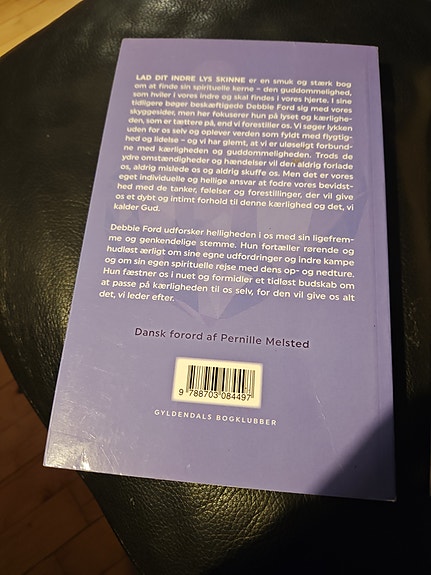 LAD DIT INDRE LYS SKINNE er en smuk og stærk bog
om at finde sin spirituelle kerne – den guddommelighed,
som hviler i vores indre og skal findes i vores hjerte. I sine
tidligere bøger beskæftigede Debbie Ford sig med vores
skyggesider, men her fokuserer hun på lyset og kærlighe-
den, som er tættere på, end vi forestiller os. Vi søger lykken
uden for os selv og oplever verden som fyldt med flygtig-
hed og lidelse – og vi har glemt, at vi er uløseligt forbund-
ne med kærligheden og guddommeligheden. Trods de
ydre omstændigheder og hændelser vil den aldrig forlade
os, aldrig mislede os og aldrig skuffe os. Men det er vores
eget individuelle og hellige ansvar at fodre vores bevidst-
hed med de tanker, følelser og forestillinger, der vil give
os et dybt og intimt forhold til denne kærlighed og det, vi
kalder Gud.
Debbie Ford udforsker helligheden i os med sin ligefrem-
me og genkendelige stemme. Hun fortæller rørende og
hudløst ærligt om sine egne udfordringer og indre kampe
og om sin egen spirituelle rejse med dens op- og nedture.
Hun fæstner os i nuet og formidler et tidløst budskab om
at passe på kærligheden til os selv, for den vil give os alt
det, vi leder efter.
Dansk forord af Pernille Melsted
9 788703 084497
GYLDENDALS BOGKLUBBER